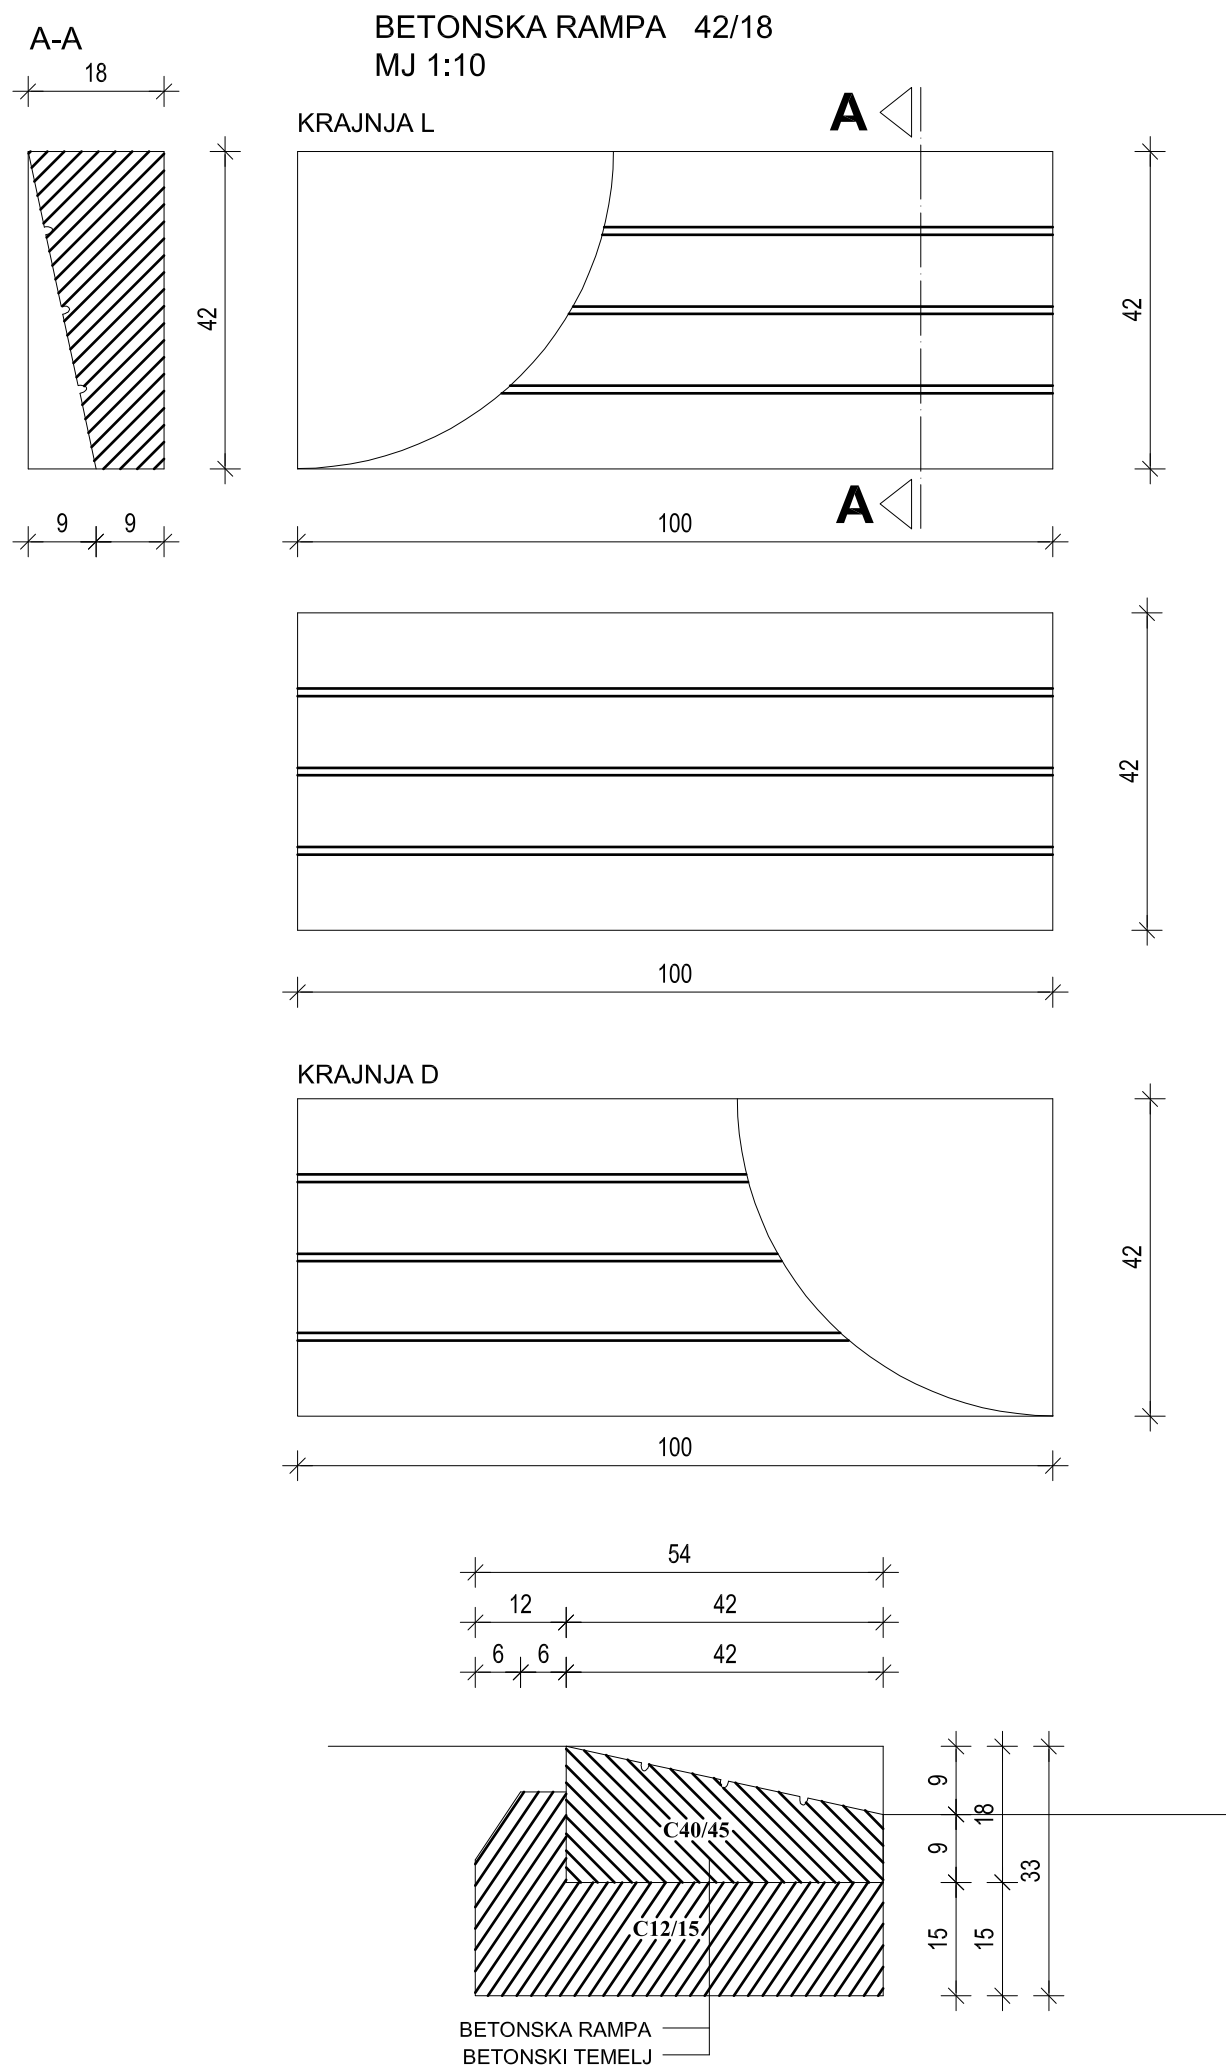 BETONSKA RAMPA 42/18
MJ 1:10
A-A
18
KRAJNJA L
A
42
42
A
9 9
100
42
100
KRAJNJA D
42
100
54
12 42
6 6 42
9
18
9
33
15
15
C40/45
C12/15
BETONSKA RAMPA
BETONSKI TEMELJ